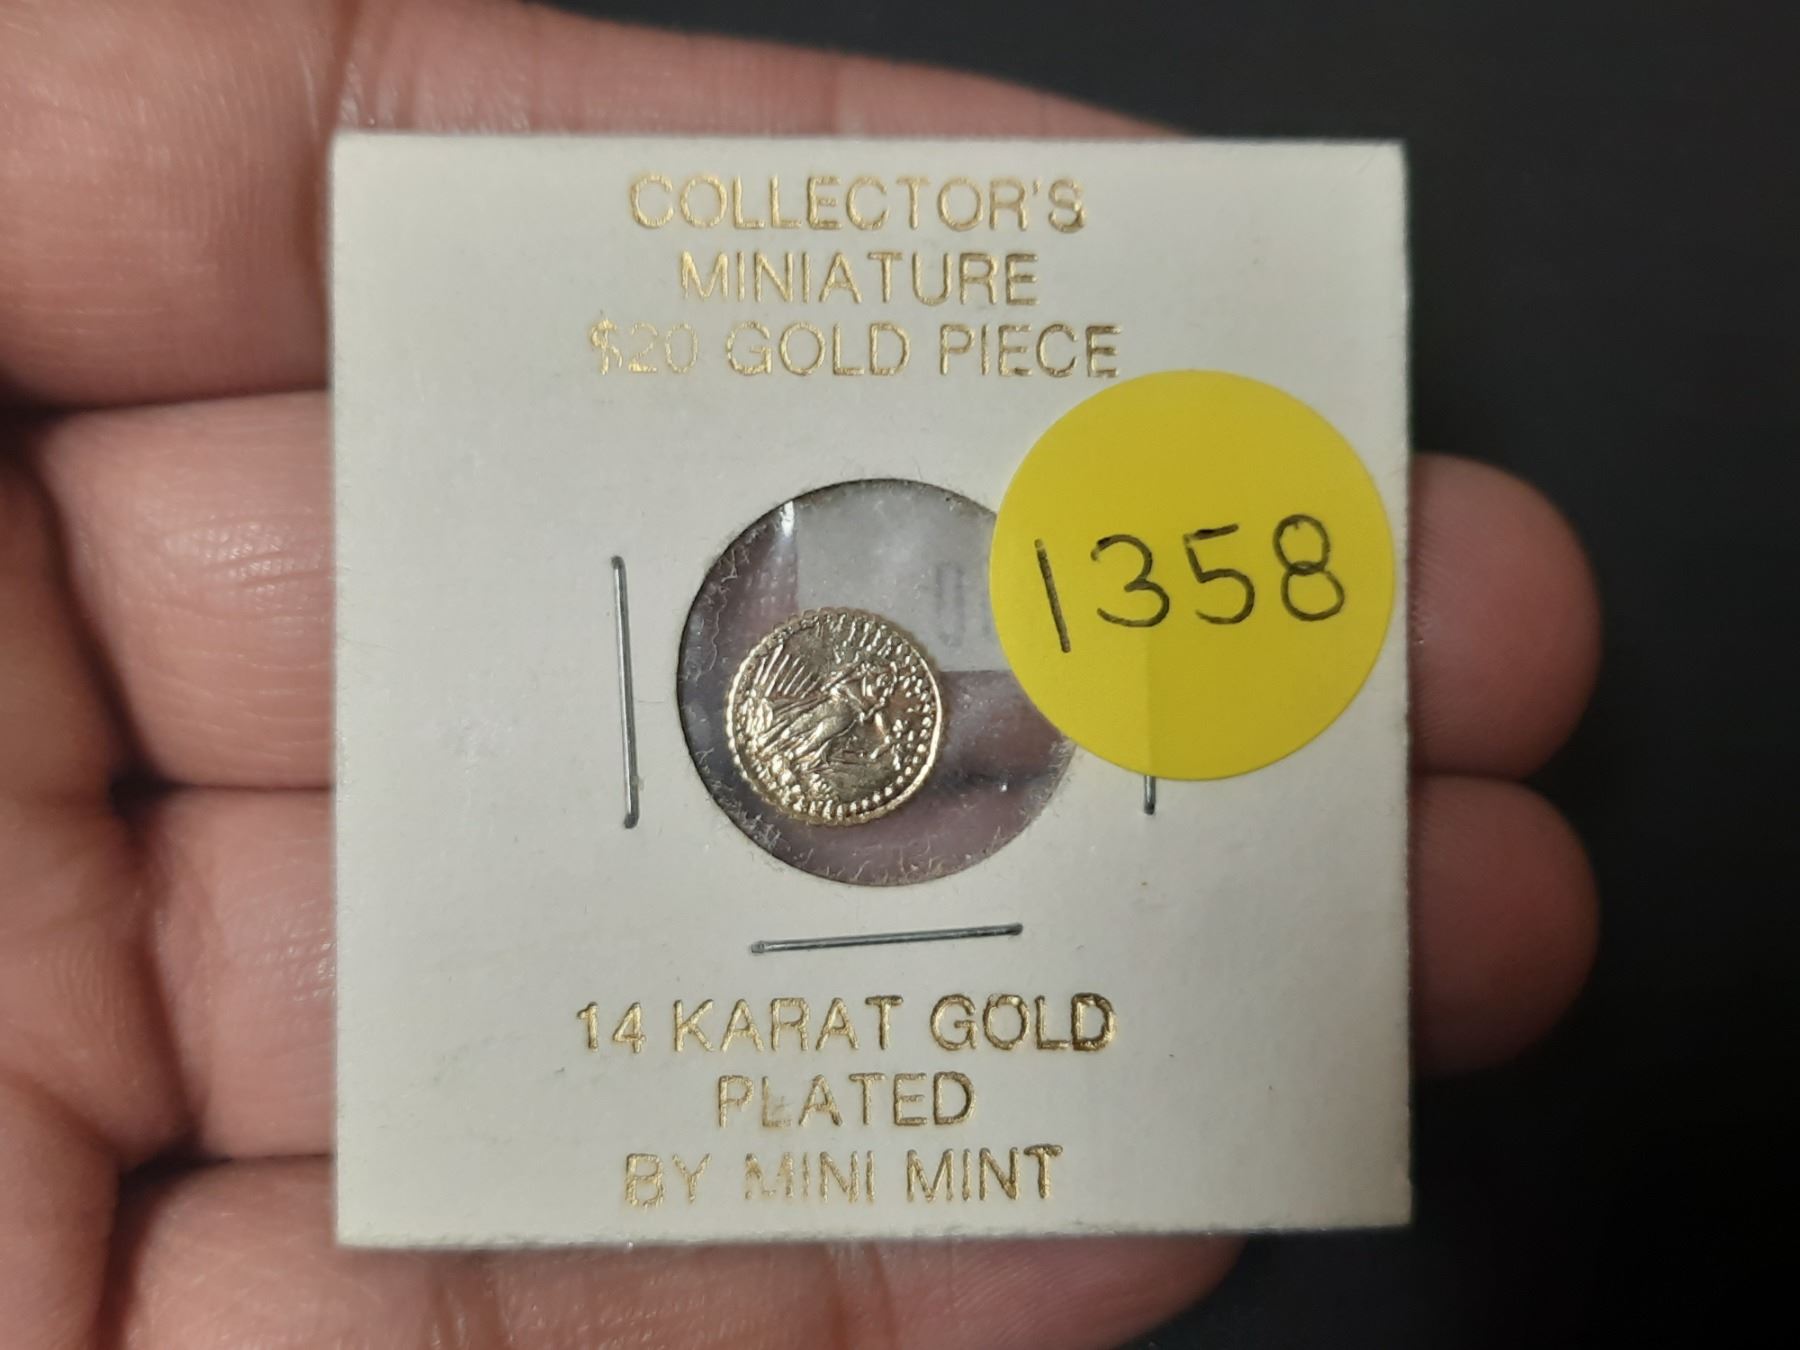 COLLECTOR'S
MINIATURE
$20 GOLD PIECE
1358
14 KARAT GOLD
PLATED
BY MINI MINT